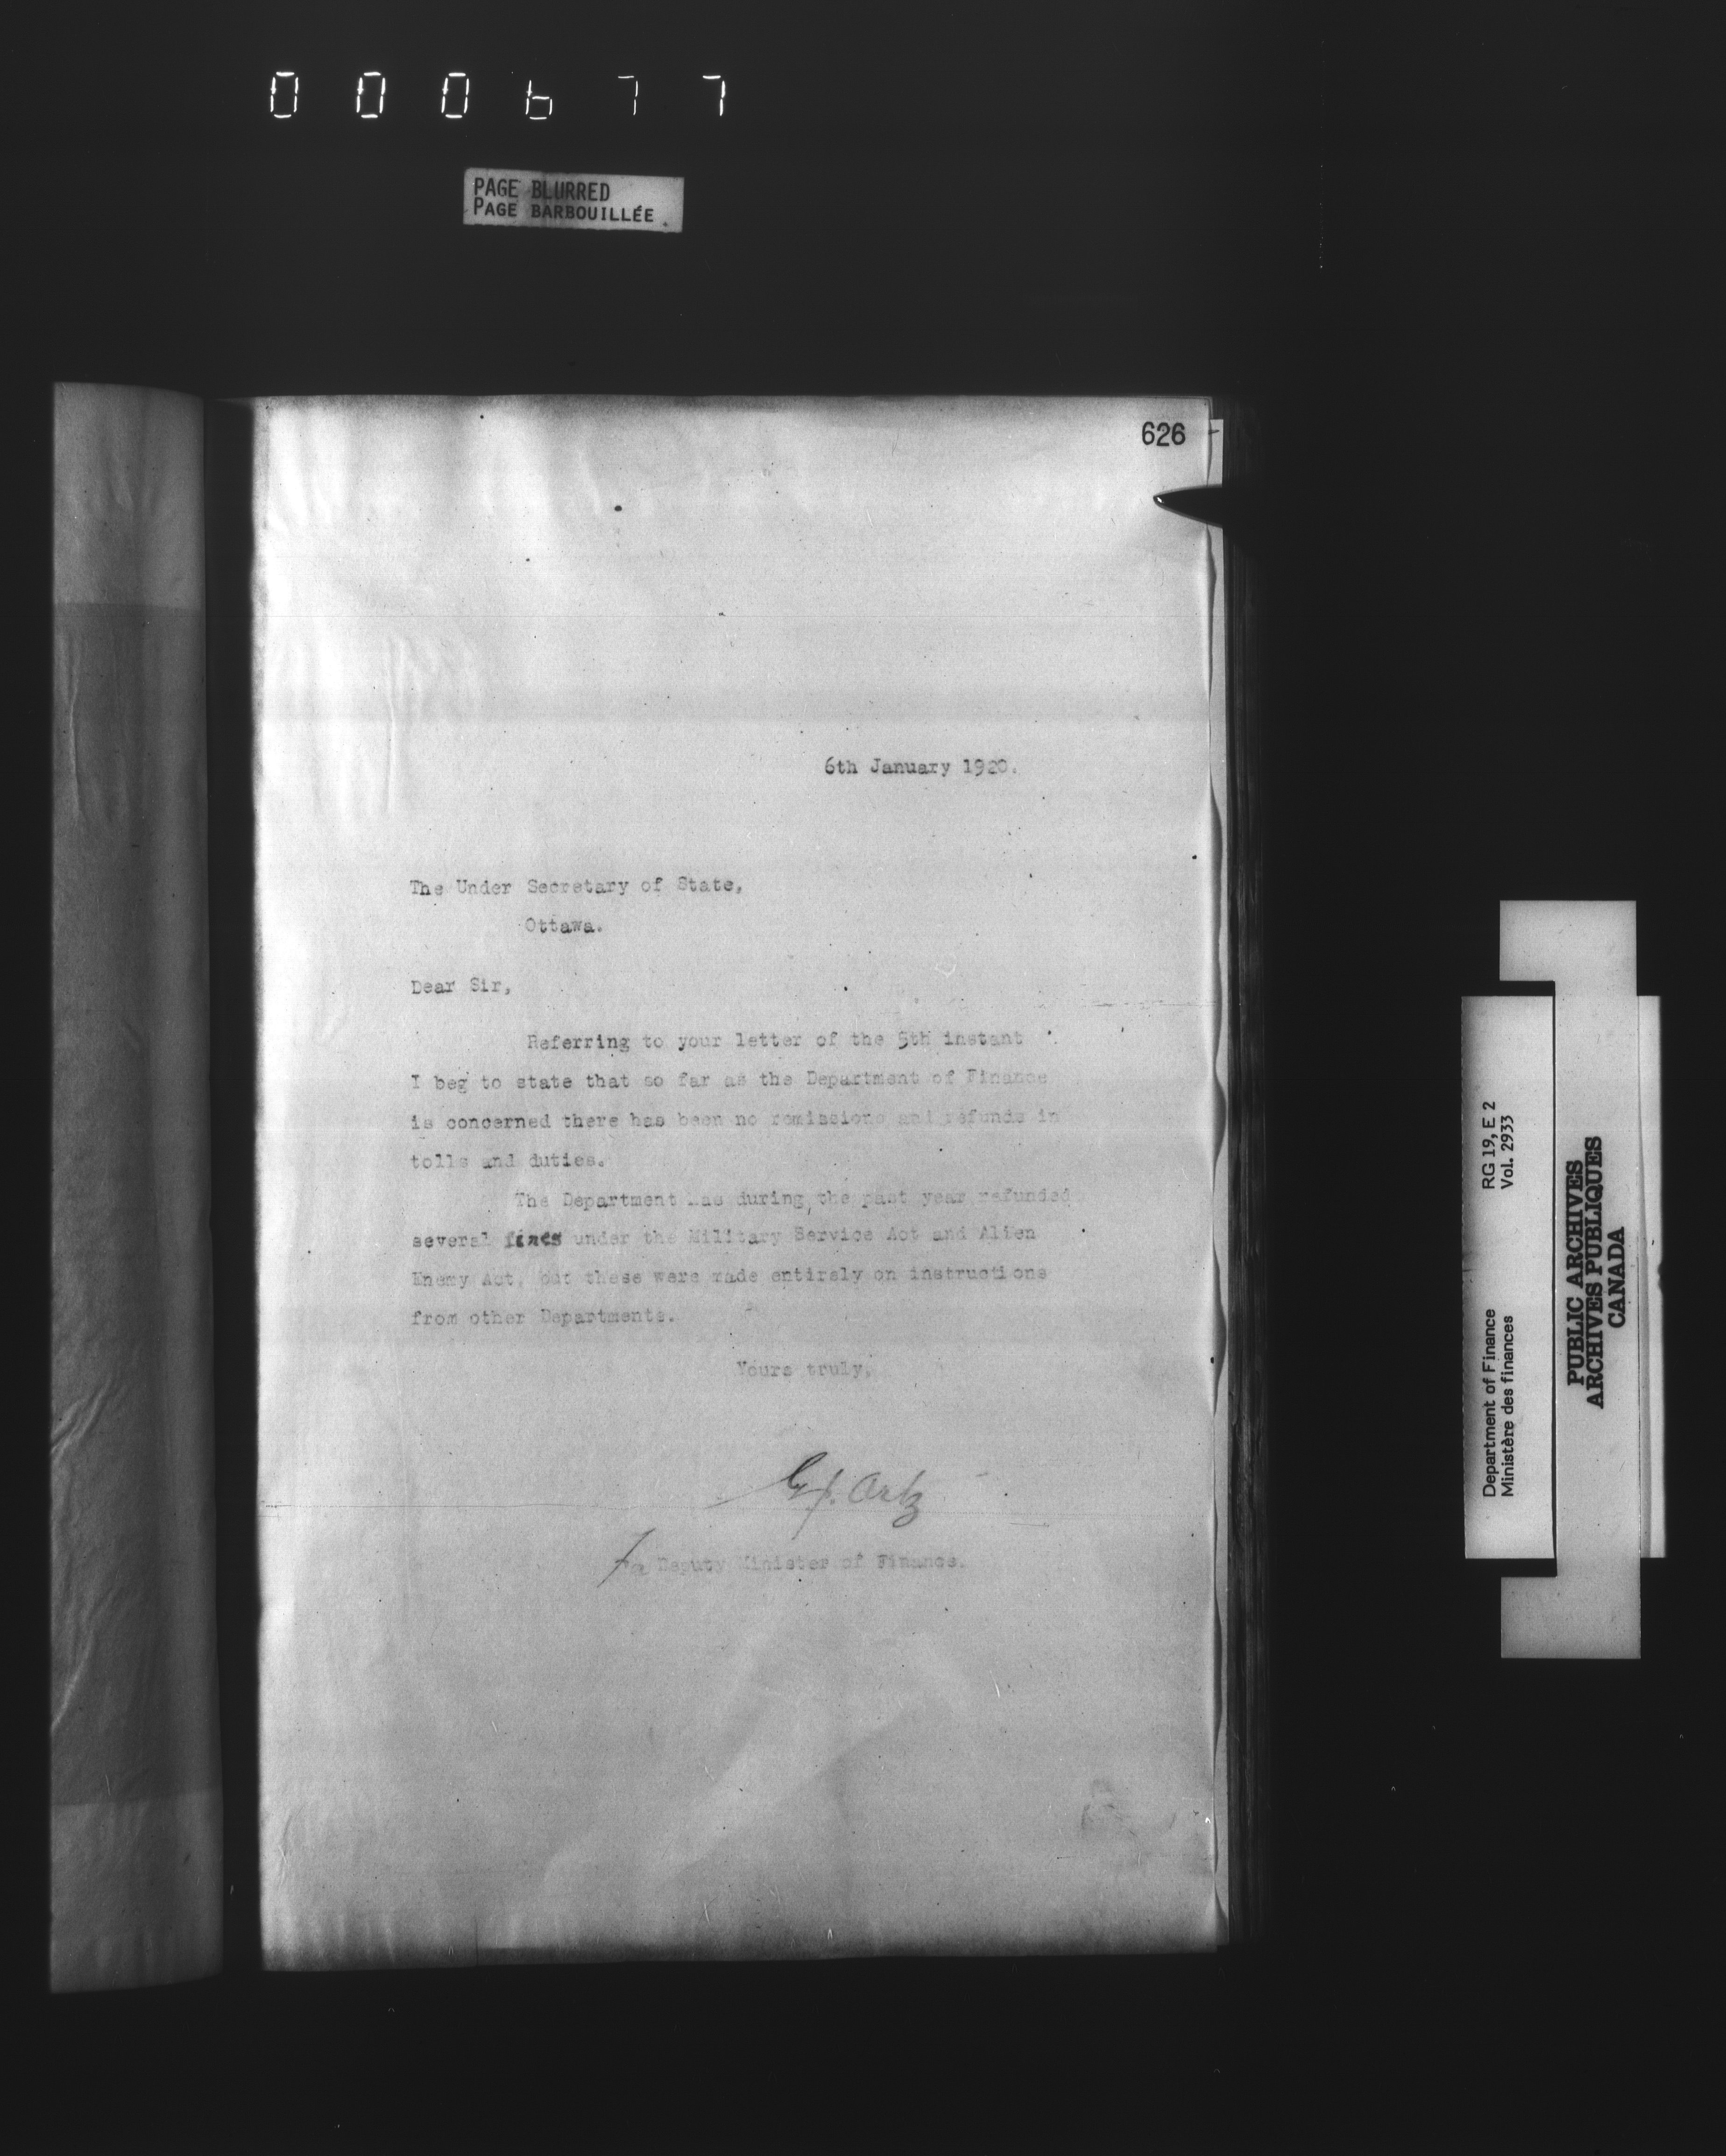 000677
PAGE BLURRED
PAGE BARBOUILLÉE
626
6th January 1920.
The Under Secretary of State,
Ottawa.
Dear Sir,
Referring to your letter of the 5th instant
I beg to state that so far as the Department of Finance
is concerned there has been no remissions and refunds in
tolls and duties.
The Department has during the past year refunded
several fines under the Military Service Act and Alien
Enemy Act, but these were made entirely on instructions
from other Departments.
Yours truly,
For Deputy Minister of Finance.
Department of Finance RG 19, E 2
Ministère des finances Vol. 2933
PUBLIC ARCHIVES
ARCHIVES PUBLIQUES
CANADA